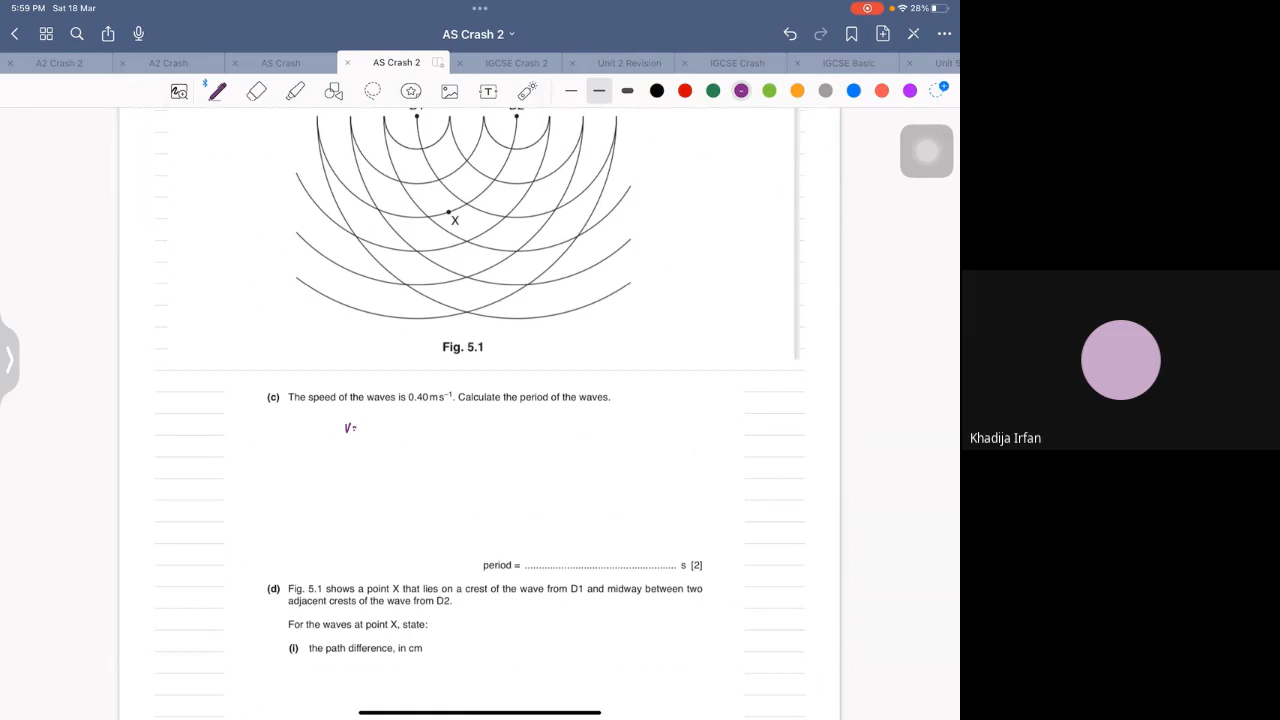 5:59 PM Sat 18 Mar
28%
AS Crash 2
A2 Crash 2
A2 Crash
AS Crash
AS Crash 2
IGCSE Crash 2
Unit 2 Revision
IGCSE Crash
IGCSE Basic
Unit 5
D1
D2
X
Fig. 5.1
(c) The speed of the waves is 0.40 m s⁻¹. Calculate the period of the waves.
V=
period = .................................................... s [2]
(d) Fig. 5.1 shows a point X that lies on a crest of the wave from D1 and midway between two
adjacent crests of the wave from D2.
For the waves at point X, state:
(i) the path difference, in cm
Khadija Irfan